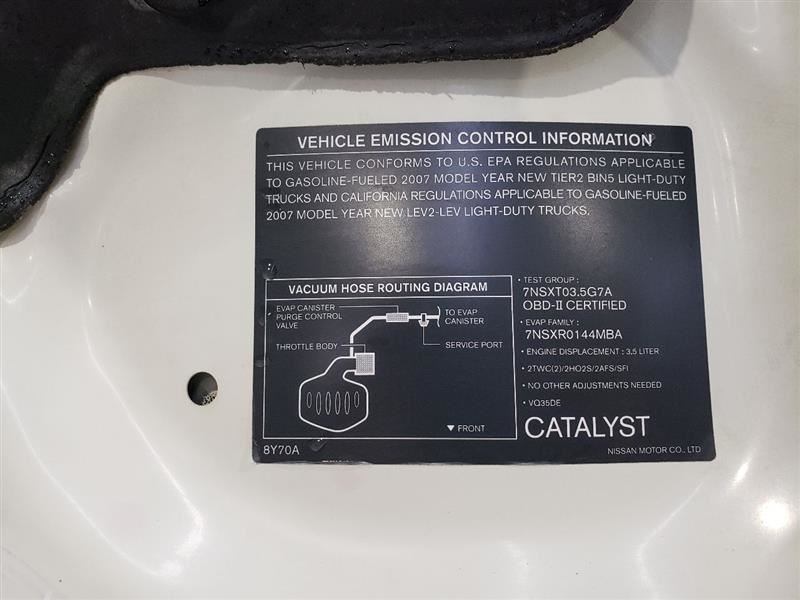 VEHICLE EMISSION CONTROL INFORMATION
THIS VEHICLE CONFORMS TO U.S. EPA REGULATIONS APPLICABLE
TO GASOLINE-FUELED 2007 MODEL YEAR NEW TIER2 BIN5 LIGHT-DUTY
TRUCKS AND CALIFORNIA REGULATIONS APPLICABLE TO GASOLINE-FUELED
2007 MODEL YEAR NEW LEV2-LEV LIGHT-DUTY TRUCKS.
VACUUM HOSE ROUTING DIAGRAM
EVAP CANISTER
PURGE CONTROL
VALVE
TO EVAP
CANISTER
THROTTLE BODY
SERVICE PORT
▼ FRONT
8Y70A
· TEST GROUP :
7NSXT03.5G7A
OBD-II CERTIFIED
· EVAP FAMILY :
7NSXR0144MBA
· ENGINE DISPLACEMENT : 3.5 LITER
· 2TWC(2)/2HO2S/2AFS/SFI
· NO OTHER ADJUSTMENTS NEEDED
· VQ35DE
CATALYST
NISSAN MOTOR CO., LTD